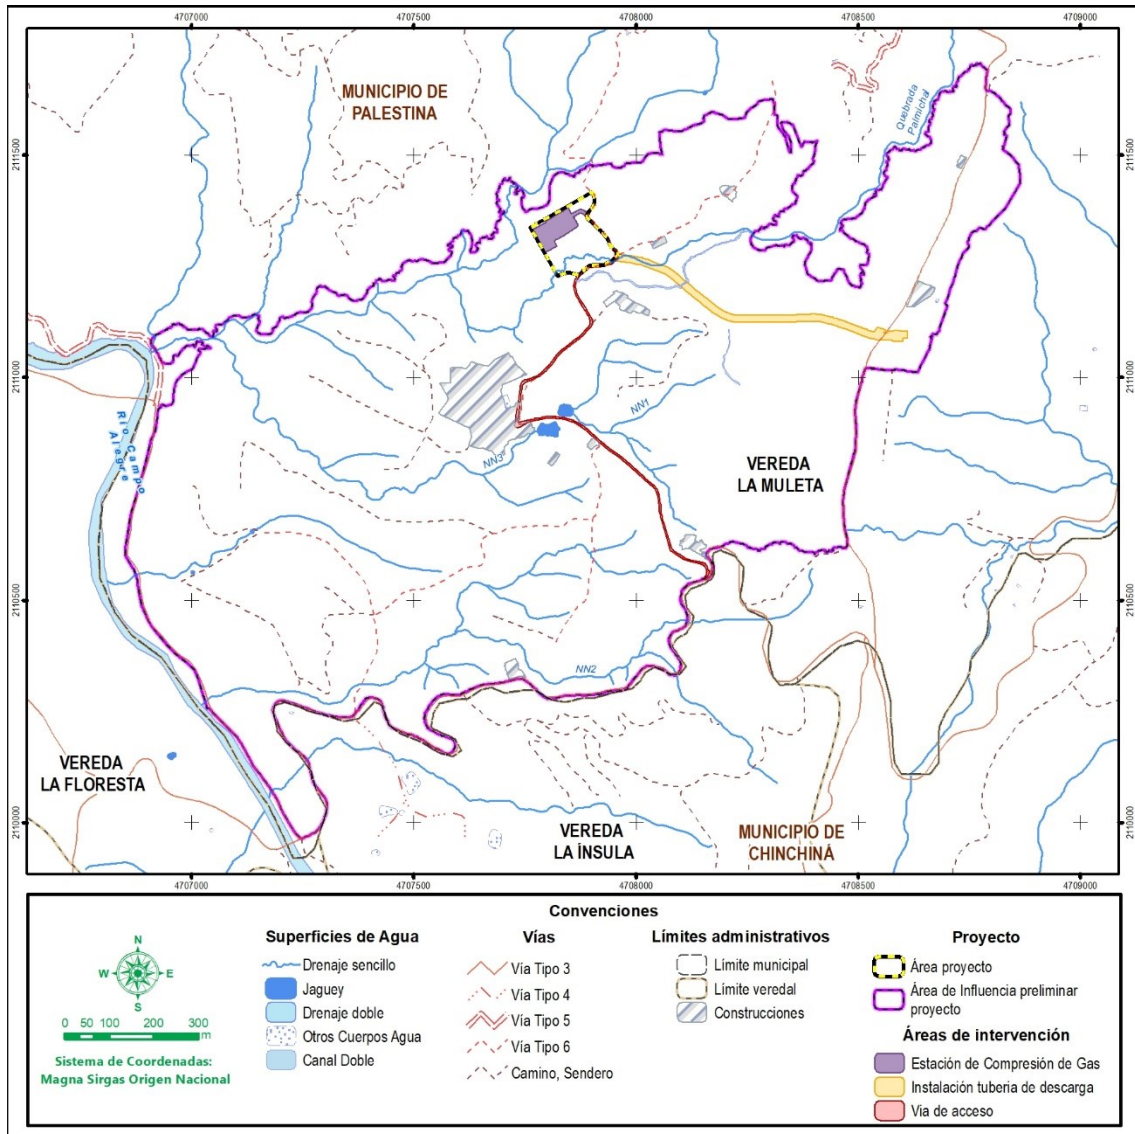 4707000
4707500
4708000
4708500
4709000
2111500
2111000
2110500
2110000
2111500
2111000
2110500
2110000
MUNICIPIO DE
PALESTINA
Quebrada
Palmichal
Río Campo
Alegre
NN1
NN3
VEREDA
LA MULETA
NN2
VEREDA
LA FLORESTA
VEREDA
LA ÍNSULA
MUNICIPIO DE
CHINCHINÁ
4707000
4707500
4708000
4708500
4709000
Convenciones
N
W
E
S
0 50 100 200 300
m
Sistema de Coordenadas:
Magna Sirgas Origen Nacional
Superficies de Agua
Drenaje sencillo
Jaguey
Drenaje doble
Otros Cuerpos Agua
Canal Doble
Vías
Vía Tipo 3
Vía Tipo 4
Vía Tipo 5
Vía Tipo 6
Camino, Sendero
Límites administrativos
Límite municipal
Límite veredal
Construcciones
Proyecto
Área proyecto
Área de Influencia preliminar
proyecto
Áreas de intervención
Estación de Compresión de Gas
Instalación tuberia de descarga
Via de acceso